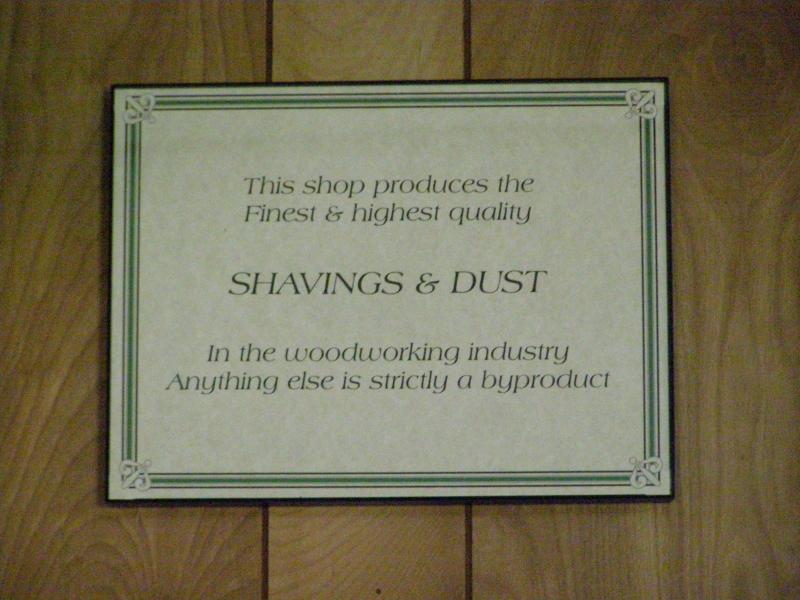 This shop produces the
Finest & highest quality
SHAVINGS & DUST
In the woodworking industry
Anything else is strictly a byproduct